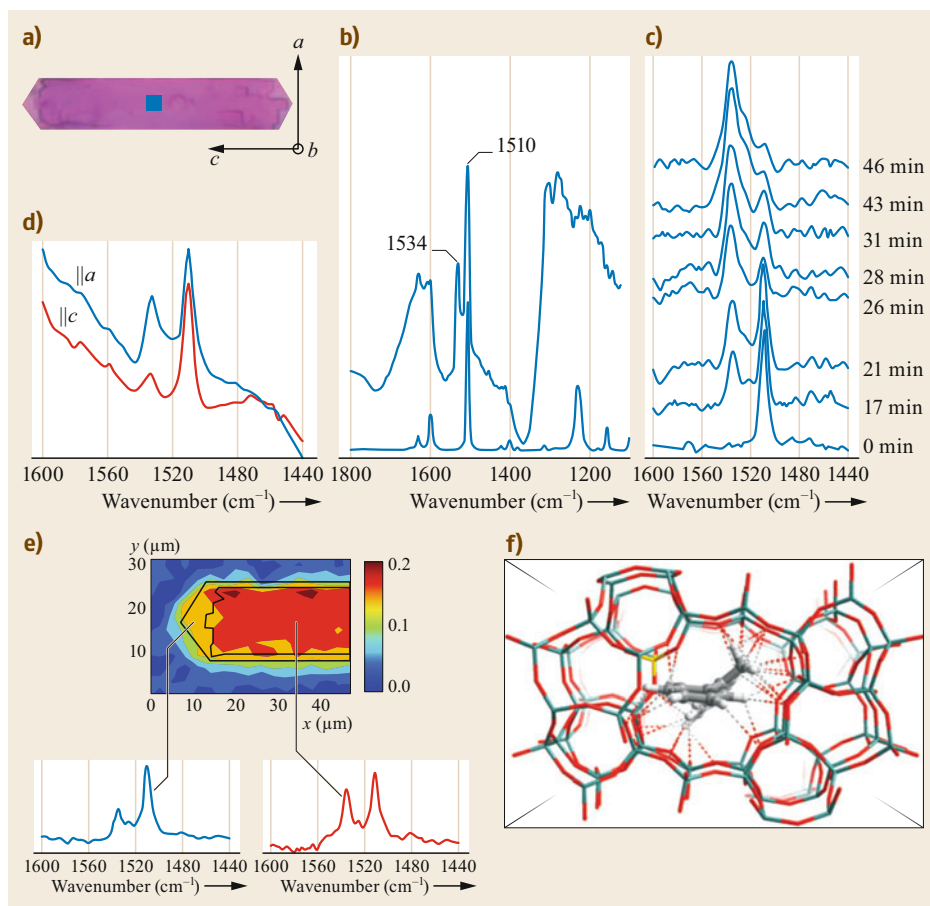 a)
a
c
b
b)
1510
1534
1800
1600
1400
1200
Wavenumber (cm⁻¹)
c)
46 min
43 min
31 min
28 min
26 min
21 min
17 min
0 min
1600
1560
1520
1480
1440
Wavenumber (cm⁻¹)
d)
||a
||c
1600
1560
1520
1480
1440
Wavenumber (cm⁻¹)
e)
y (µm)
30
20
10
0 10 20 30 40
x (µm)
0.2
0.1
0.0
1600 1560 1520 1480 1440
Wavenumber (cm⁻¹)
1600 1560 1520 1480 1440
Wavenumber (cm⁻¹)
f)